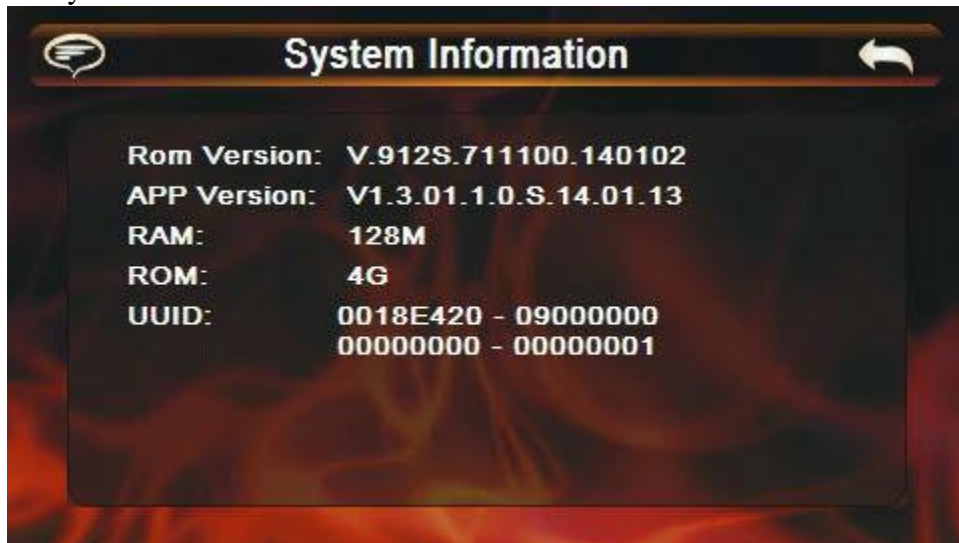 System Information
Rom Version: V.912S.711100.140102
APP Version: V1.3.01.1.0.S.14.01.13
RAM: 128M
ROM: 4G
UUID: 0018E420 - 09000000
00000000 - 00000001